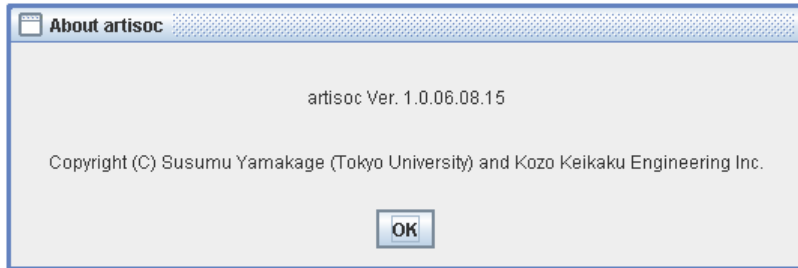 About artisoc
artisoc Ver. 1.0.06.08.15
Copyright (C) Susumu Yamakage (Tokyo University) and Kozo Keikaku Engineering Inc.
OK